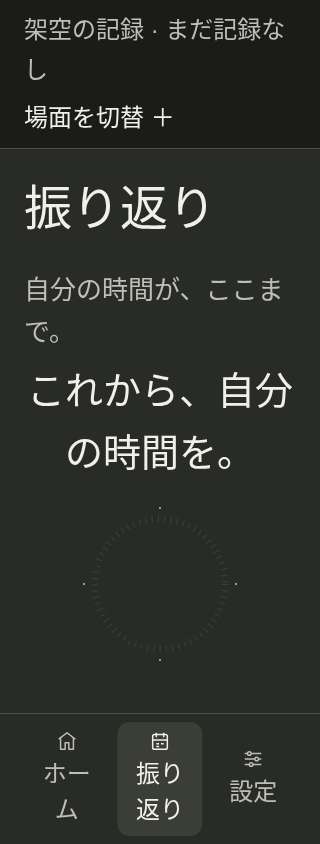 架空の記録 · まだ記録な
し
場面を切替 ＋
振り返り
自分の時間が、ここま
で。
これから、自分
の時間を。
ホー
ム
振り
返り
設定